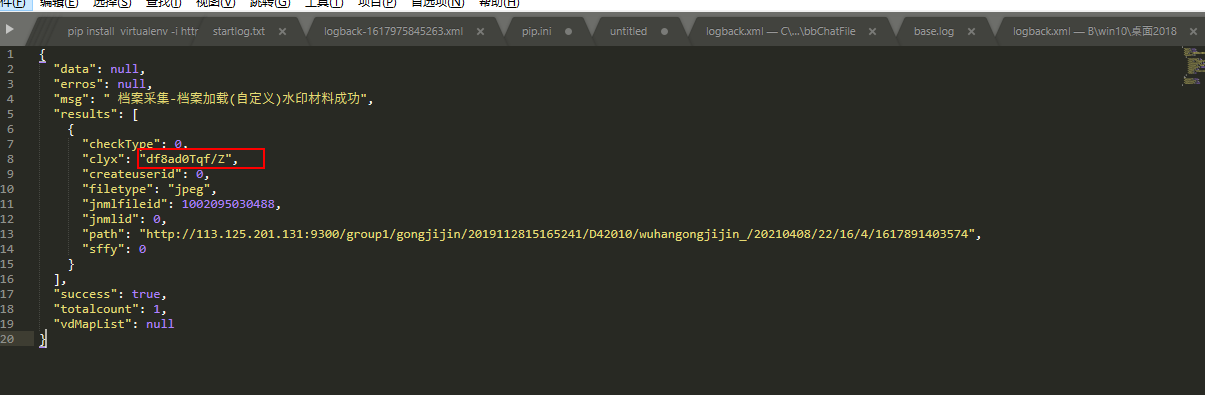 件(F) 编辑(E) 选择(S) 查找(I) 视图(V) 跳转(G) 工具(T) 项目(P) 首选项(N) 帮助(H)
pip install virtualenv -i httr startlog.txt logback-1617975845263.xml pip.ini untitled logback.xml — C\...\bbChatFile base.log logback.xml — B\win10\桌面2018
1 {
2 "data": null,
3 "erros": null,
4 "msg": " 档案采集-档案加载(自定义)水印材料成功",
5 "results": [
6 {
7 "checkType": 0,
8 "clyx": "df8ad0Tqf/Z",
9 "createuserid": 0,
10 "filetype": "jpeg",
11 "jnmlfileid": 1002095030488,
12 "jnmlid": 0,
13 "path": "http://113.125.201.131:9300/group1/gongjijin/2019112815165241/D42010/wuhangongjijin_/20210408/22/16/4/1617891403574",
14 "sffy": 0
15 }
16 ],
17 "success": true,
18 "totalcount": 1,
19 "vdMapList": null
20 }